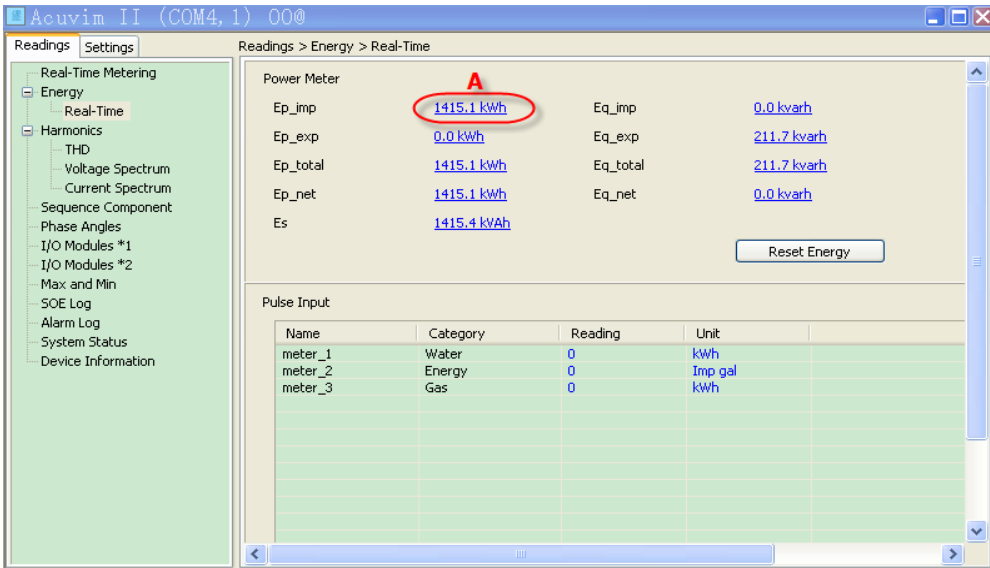 Acuvim II (COM4, 1) 000@
Readings Settings
Readings > Energy > Real-Time
Real-Time Metering
Energy
Real-Time
Harmonics
THD
Voltage Spectrum
Current Spectrum
Sequence Component
Phase Angles
I/O Modules *1
I/O Modules *2
Max and Min
SOE Log
Alarm Log
System Status
Device Information
Power Meter
A
Ep_imp 1415.1 kWh Eq_imp 0.0 kvarh
Ep_exp 0.0 kWh Eq_exp 211.7 kvarh
Ep_total 1415.1 kWh Eq_total 211.7 kvarh
Ep_net 1415.1 kWh Eq_net 0.0 kvarh
Es 1415.4 kVAh
Reset Energy
Pulse Input
Name Category Reading Unit
meter_1 Water 0 kWh
meter_2 Energy 0 Imp gal
meter_3 Gas 0 kWh